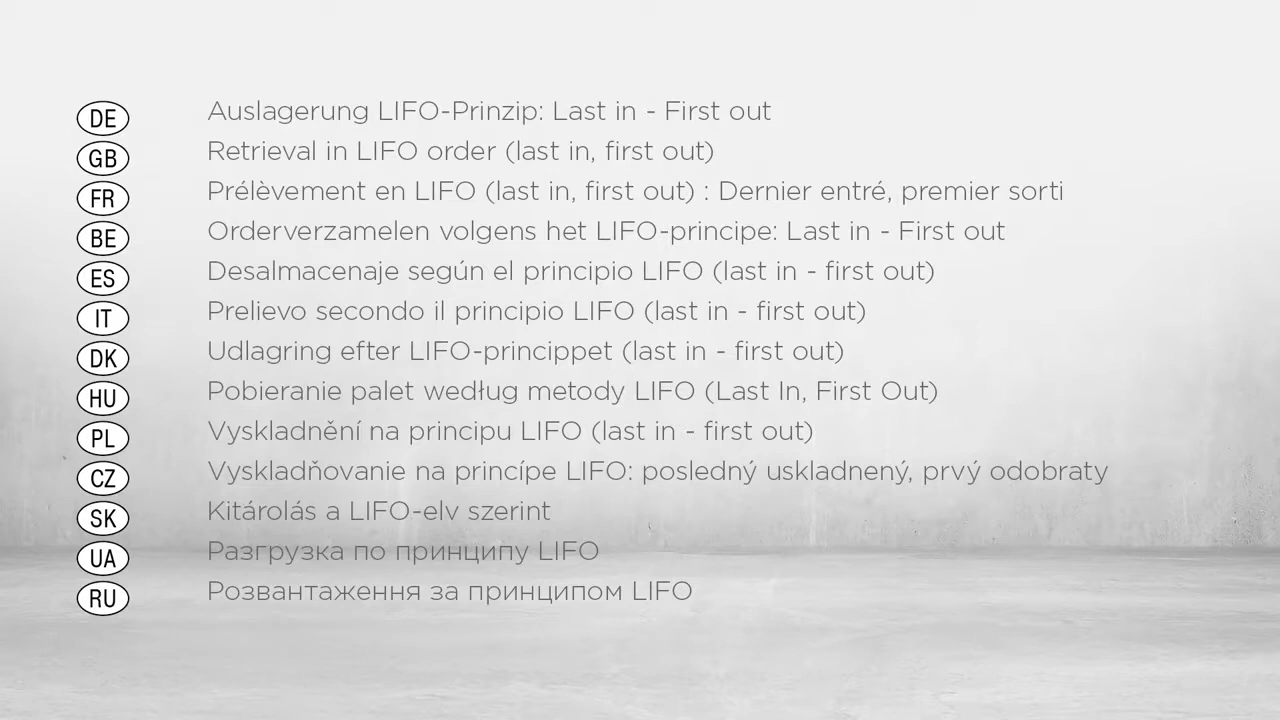 DE Auslagerung LIFO-Prinzip: Last in - First out
GB Retrieval in LIFO order (last in, first out)
FR Prélèvement en LIFO (last in, first out) : Dernier entré, premier sorti
BE Orderverzamelen volgens het LIFO-principe: Last in - First out
ES Desalmacenaje según el principio LIFO (last in - first out)
IT Prelievo secondo il principio LIFO (last in - first out)
DK Udlagring efter LIFO-princippet (last in - first out)
HU Pobieranie palet według metody LIFO (Last In, First Out)
PL Vyskladnění na principu LIFO (last in - first out)
CZ Vyskladňovanie na princípe LIFO: posledný uskladnený, prvý odobraty
SK Kitárolás a LIFO-elv szerint
UA Разгрузка по принципу LIFO
RU Розвантаження за принципом LIFO